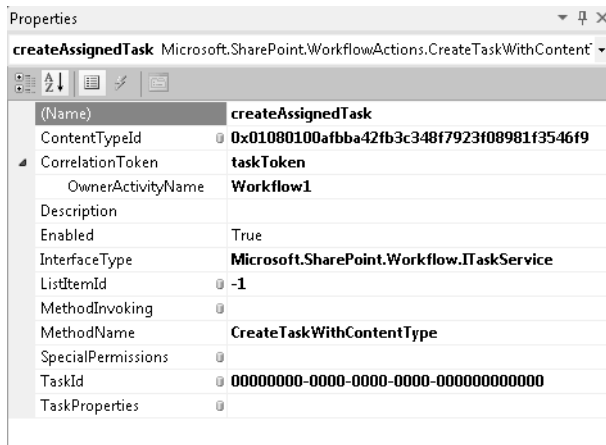 Properties
createAssignedTask Microsoft.SharePoint.WorkflowActions.CreateTaskWithContentT
(Name) createAssignedTask
ContentTypeId 0x01080100afbba42fb3c348f7923f08981f3546f9
CorrelationToken taskToken
OwnerActivityName Workflow1
Description
Enabled True
InterfaceType Microsoft.SharePoint.Workflow.ITaskService
ListItemId -1
MethodInvoking
MethodName CreateTaskWithContentType
SpecialPermissions
TaskId 00000000-0000-0000-0000-000000000000
TaskProperties